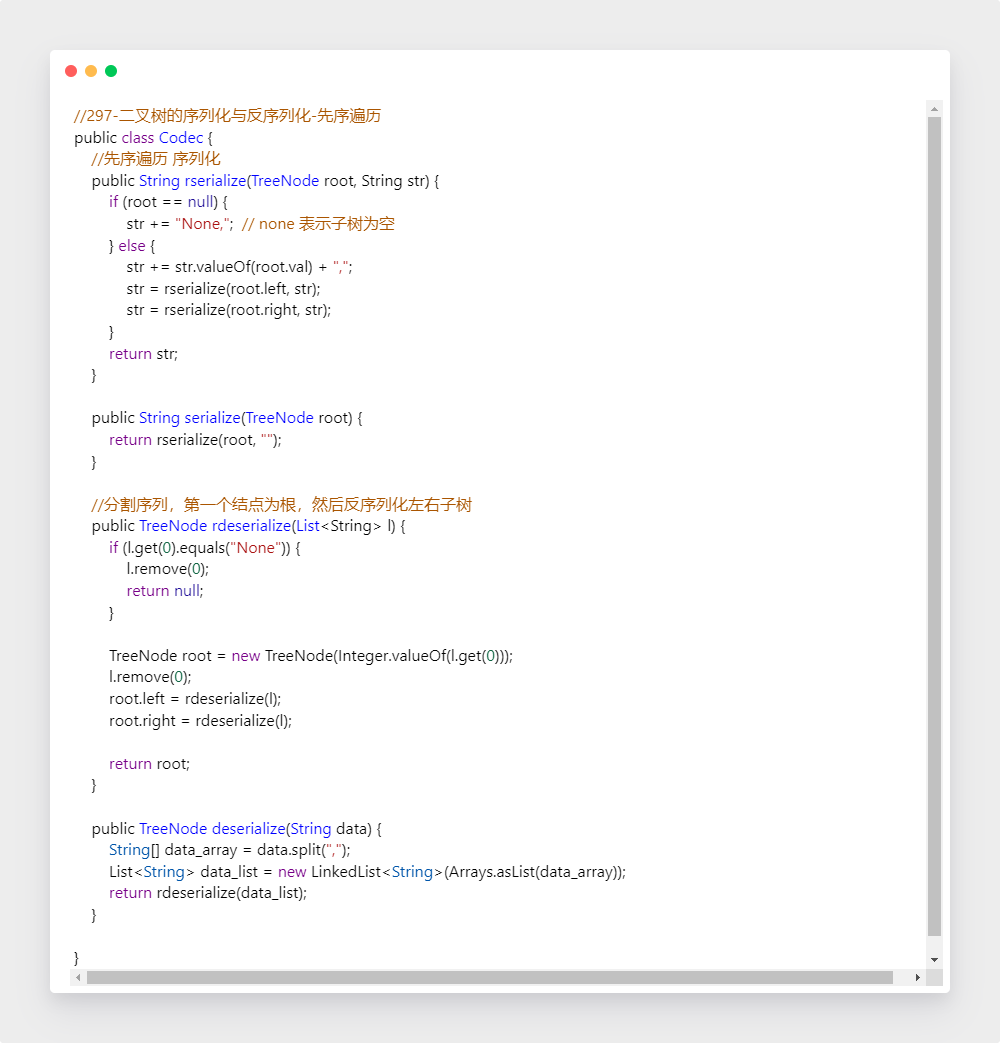 //297-二叉树的序列化与反序列化-先序遍历
public class Codec {
    //先序遍历 序列化
    public String rserialize(TreeNode root, String str) {
        if (root == null) {
            str += "None,";  // none 表示子树为空
        } else {
            str += str.valueOf(root.val) + ",";
            str = rserialize(root.left, str);
            str = rserialize(root.right, str);
        }
        return str;
    }

    public String serialize(TreeNode root) {
        return rserialize(root, "");
    }

    //分割序列，第一个结点为根，然后反序列化左右子树
    public TreeNode rdeserialize(List<String> l) {
        if (l.get(0).equals("None")) {
            l.remove(0);
            return null;
        }

        TreeNode root = new TreeNode(Integer.valueOf(l.get(0)));
        l.remove(0);
        root.left = rdeserialize(l);
        root.right = rdeserialize(l);

        return root;
    }

    public TreeNode deserialize(String data) {
        String[] data_array = data.split(",");
        List<String> data_list = new LinkedList<String>(Arrays.asList(data_array));
        return rdeserialize(data_list);
    }

}